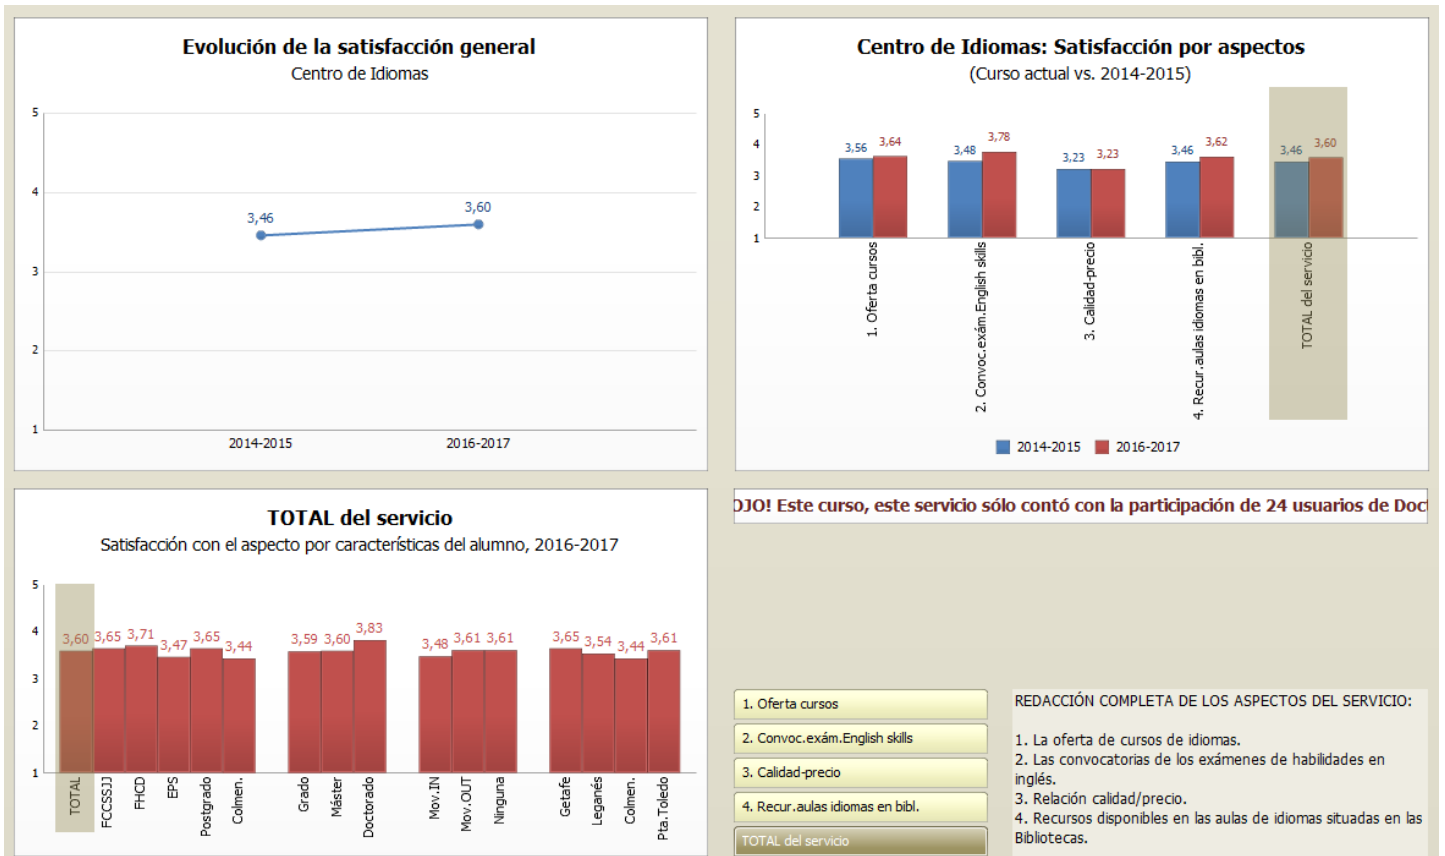 Evolución de la satisfacción general
Centro de Idiomas
5
4
3
2
1
3,46
3,60
2014-2015
2016-2017
Centro de Idiomas: Satisfacción por aspectos
(Curso actual vs. 2014-2015)
5
4
3
2
1
3,56 3,64
3,48 3,78
3,23 3,23
3,46 3,62
3,46 3,60
1. Oferta cursos
2. Convoc.exám.English skills
3. Calidad-precio
4. Recur.aulas idiomas en bibl.
TOTAL del servicio
2014-2015 2016-2017
TOTAL del servicio
Satisfacción con el aspecto por características del alumno, 2016-2017
5
4
3
2
1
3,60 3,65 3,71 3,47 3,65 3,44
3,59 3,60 3,83
3,48 3,61 3,61
3,65 3,54 3,44 3,61
TOTAL
FCCSSJJ
FHCD
EPS
Postgrado
Colmen.
Grado
Máster
Doctorado
Mov.IN
Mov.OUT
Ninguna
Getafe
Leganés
Colmen.
Pta.Toledo
OJO! Este curso, este servicio sólo contó con la participación de 24 usuarios de Doct
1. Oferta cursos
2. Convoc.exám.English skills
3. Calidad-precio
4. Recur.aulas idiomas en bibl.
TOTAL del servicio
REDACCIÓN COMPLETA DE LOS ASPECTOS DEL SERVICIO:
1. La oferta de cursos de idiomas.
2. Las convocatorias de los exámenes de habilidades en
inglés.
3. Relación calidad/precio.
4. Recursos disponibles en las aulas de idiomas situadas en las
Bibliotecas.